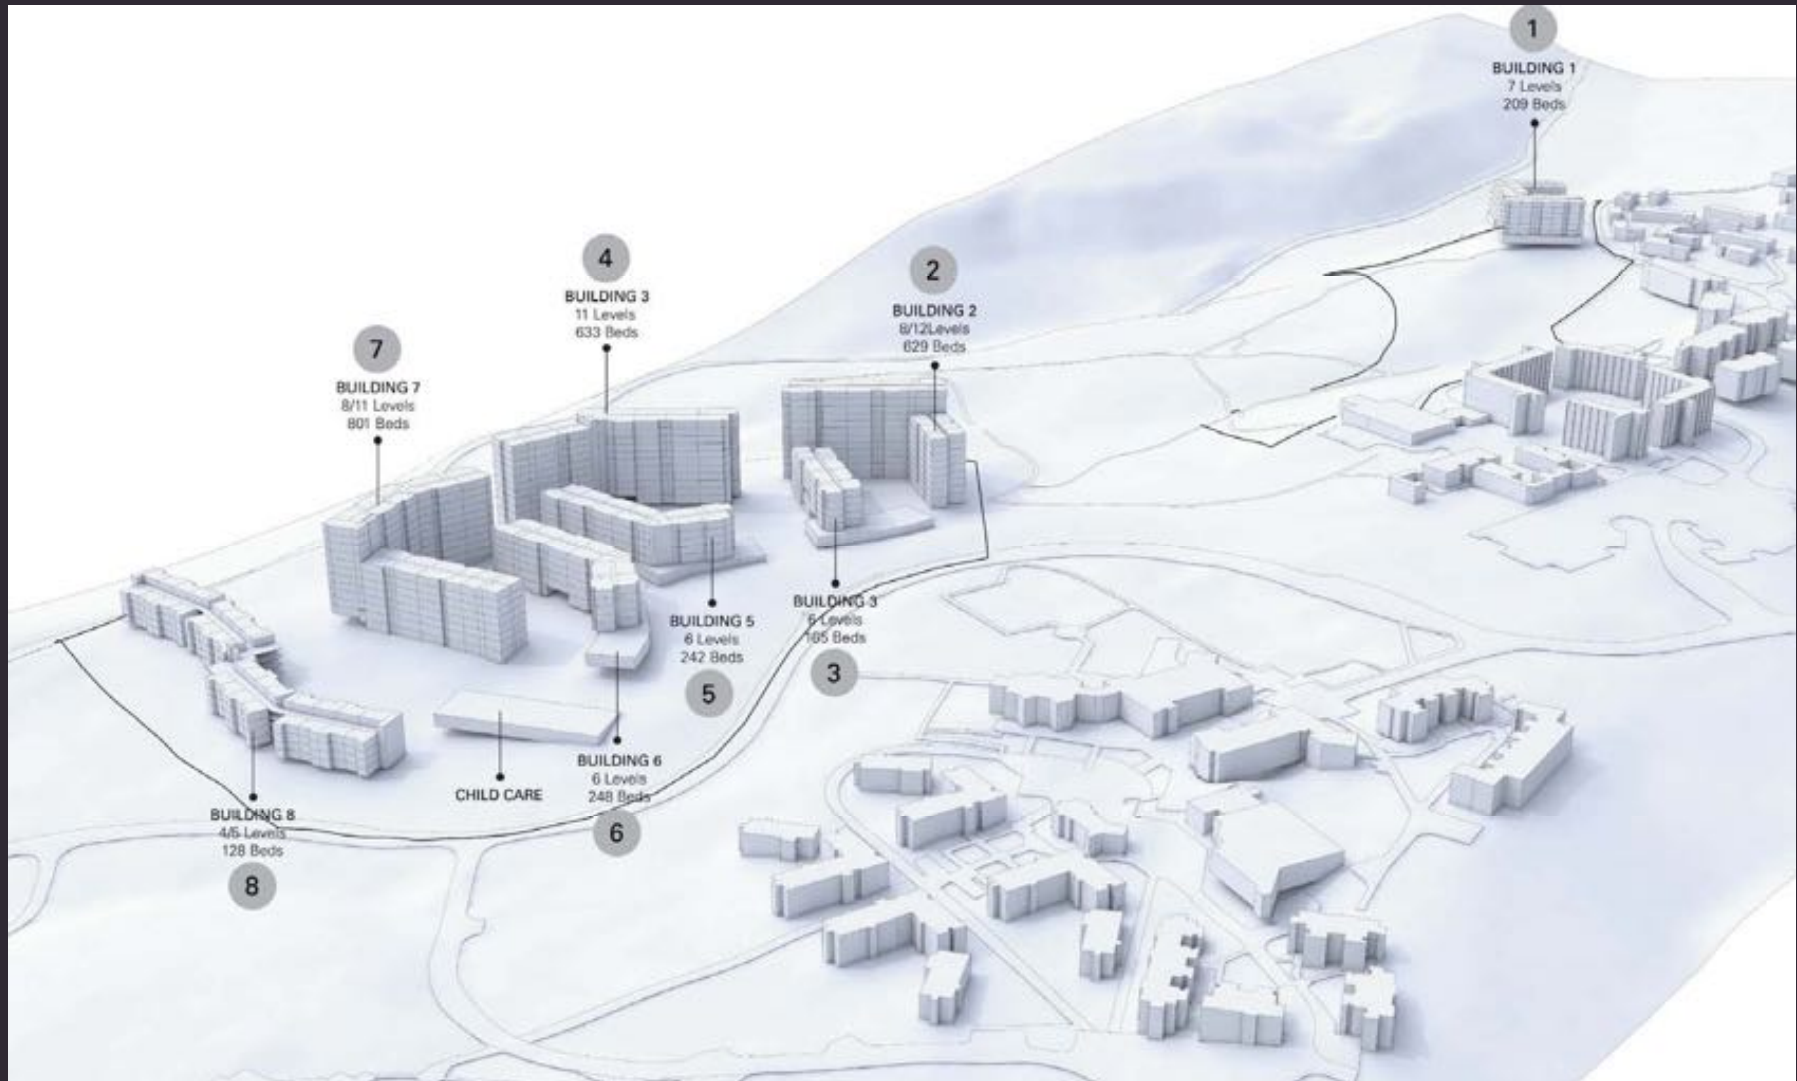 1
BUILDING 1
7 Levels
209 Beds
2
BUILDING 2
8/12Levels
629 Beds
4
BUILDING 3
11 Levels
633 Beds
7
BUILDING 7
8/11 Levels
801 Beds
BUILDING 3
6 Levels
165 Beds
3
BUILDING 5
6 Levels
242 Beds
5
BUILDING 6
6 Levels
248 Beds
6
CHILD CARE
BUILDING 8
4/5 Levels
128 Beds
8